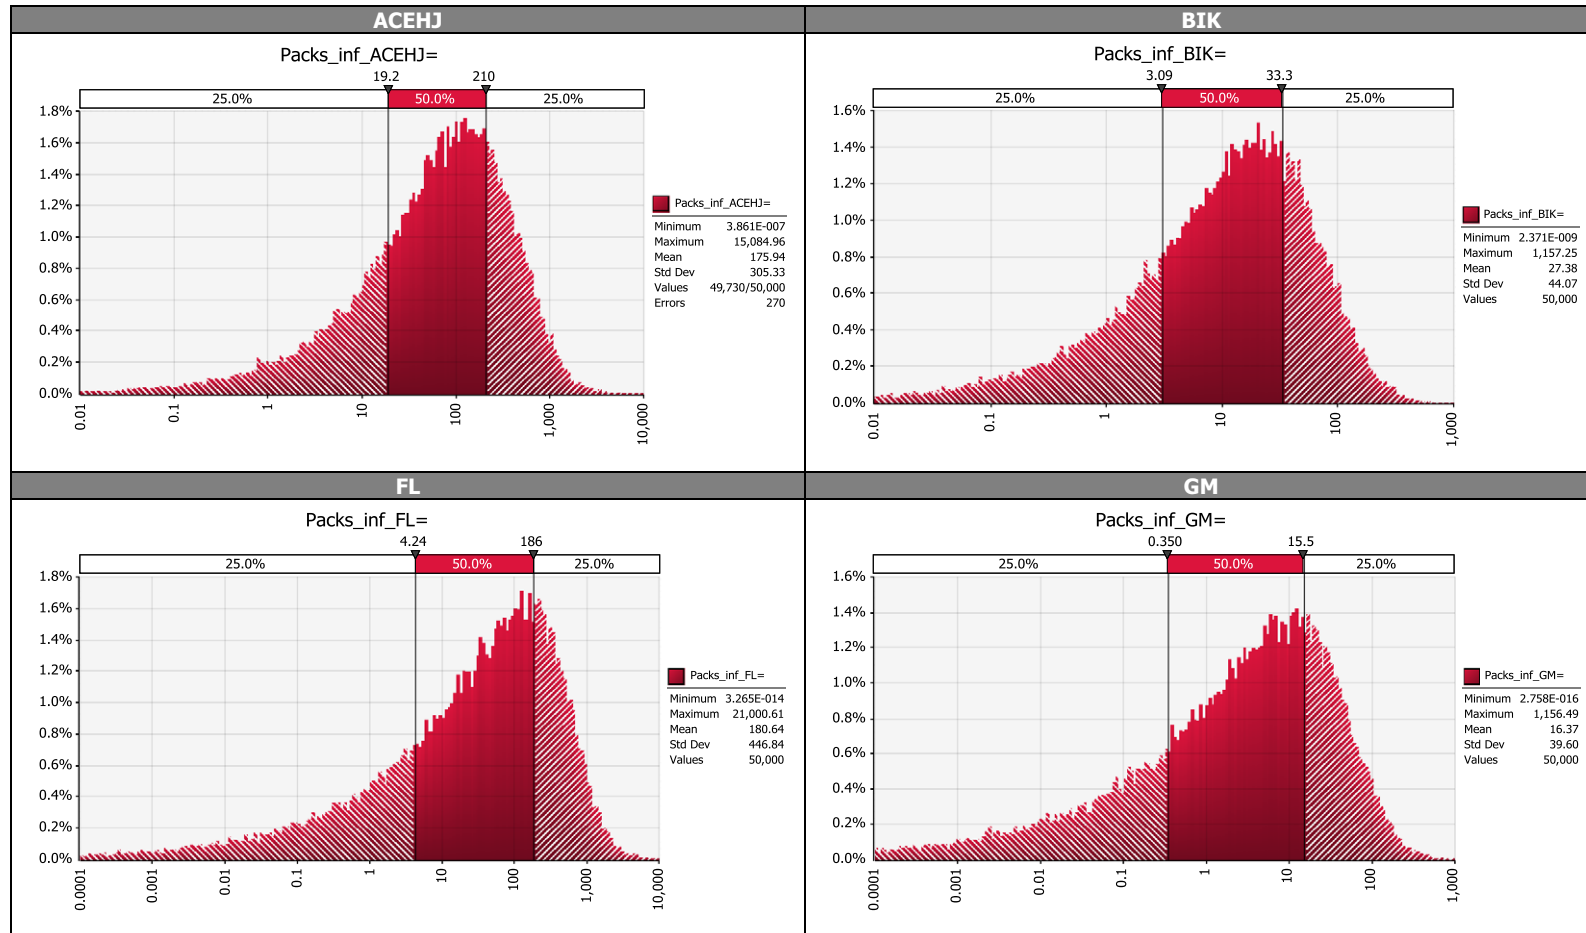 ACEHJ
Packs_inf_ACEHJ=
19.2 210
25.0% 50.0% 25.0%
1.8%
1.6%
1.4%
1.2%
1.0%
0.8%
0.6%
0.4%
0.2%
0.0%
0.01 0.1 1 10 100 1,000 10,000
Packs_inf_ACEHJ=
Minimum 3.861E-007
Maximum 15,084.96
Mean 175.94
Std Dev 305.33
Values 49,730/50,000
Errors 270
BIK
Packs_inf_BIK=
3.09 33.3
25.0% 50.0% 25.0%
1.6%
1.4%
1.2%
1.0%
0.8%
0.6%
0.4%
0.2%
0.0%
0.01 0.1 1 10 100 1,000
Packs_inf_BIK=
Minimum 2.371E-009
Maximum 1,157.25
Mean 27.38
Std Dev 44.07
Values 50,000
FL
Packs_inf_FL=
4.24 186
25.0% 50.0% 25.0%
1.8%
1.6%
1.4%
1.2%
1.0%
0.8%
0.6%
0.4%
0.2%
0.0%
0.0001 0.001 0.01 0.1 1 10 100 1,000 10,000
Packs_inf_FL=
Minimum 3.265E-014
Maximum 21,000.61
Mean 180.64
Std Dev 446.84
Values 50,000
GM
Packs_inf_GM=
0.350 15.5
25.0% 50.0% 25.0%
1.6%
1.4%
1.2%
1.0%
0.8%
0.6%
0.4%
0.2%
0.0%
0.0001 0.001 0.01 0.1 1 10 100 1,000
Packs_inf_GM=
Minimum 2.758E-016
Maximum 1,156.49
Mean 16.37
Std Dev 39.60
Values 50,000